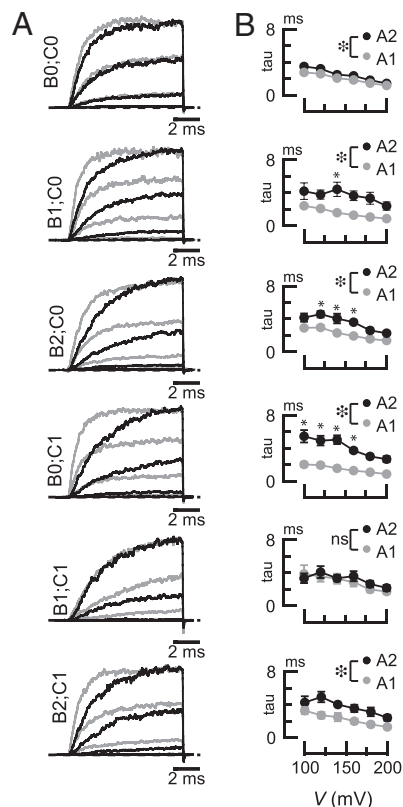 A
B
B0;C0
2 ms
ms
8
tau
0
* A2
A1
B1;C0
2 ms
ms
8
tau
0
*
* A2
A1
B2;C0
2 ms
ms
8
tau
0
* * *
* A2
A1
B0;C1
2 ms
ms
8
tau
0
* * * *
* A2
A1
B1;C1
2 ms
ms
8
tau
0
ns A2
A1
B2;C1
2 ms
ms
8
tau
0
* A2
A1
100 150 200
V (mV)